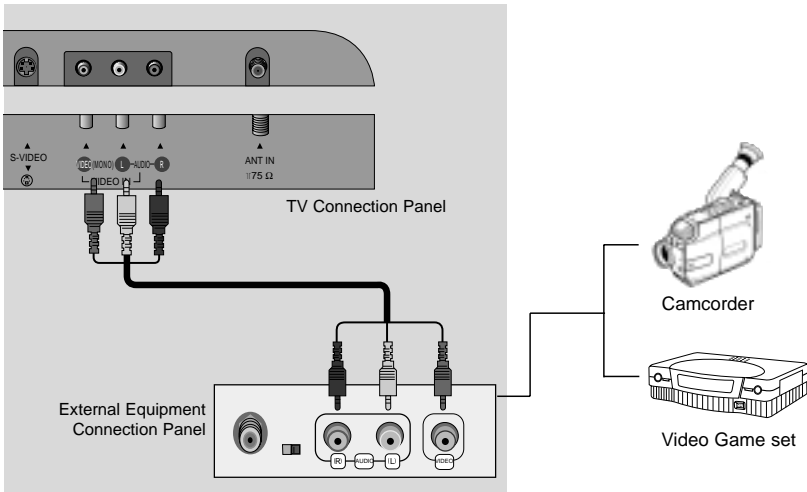 S-VIDEO
VIDEO (MONO) L AUDIO R
VIDEO IN
ANT IN
75 Ω
TV Connection Panel
Camcorder
External Equipment
Connection Panel
(R) AUDIO (L) VIDEO
Video Game set